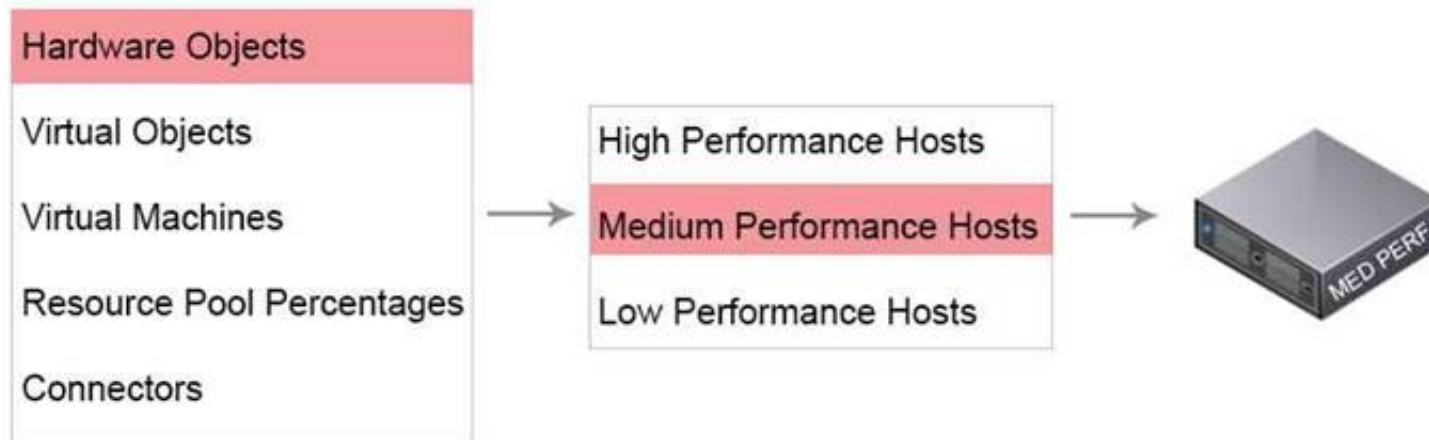 Hardware Objects
Virtual Objects
Virtual Machines
Resource Pool Percentages
Connectors
High Performance Hosts
Medium Performance Hosts
Low Performance Hosts
MED PERF